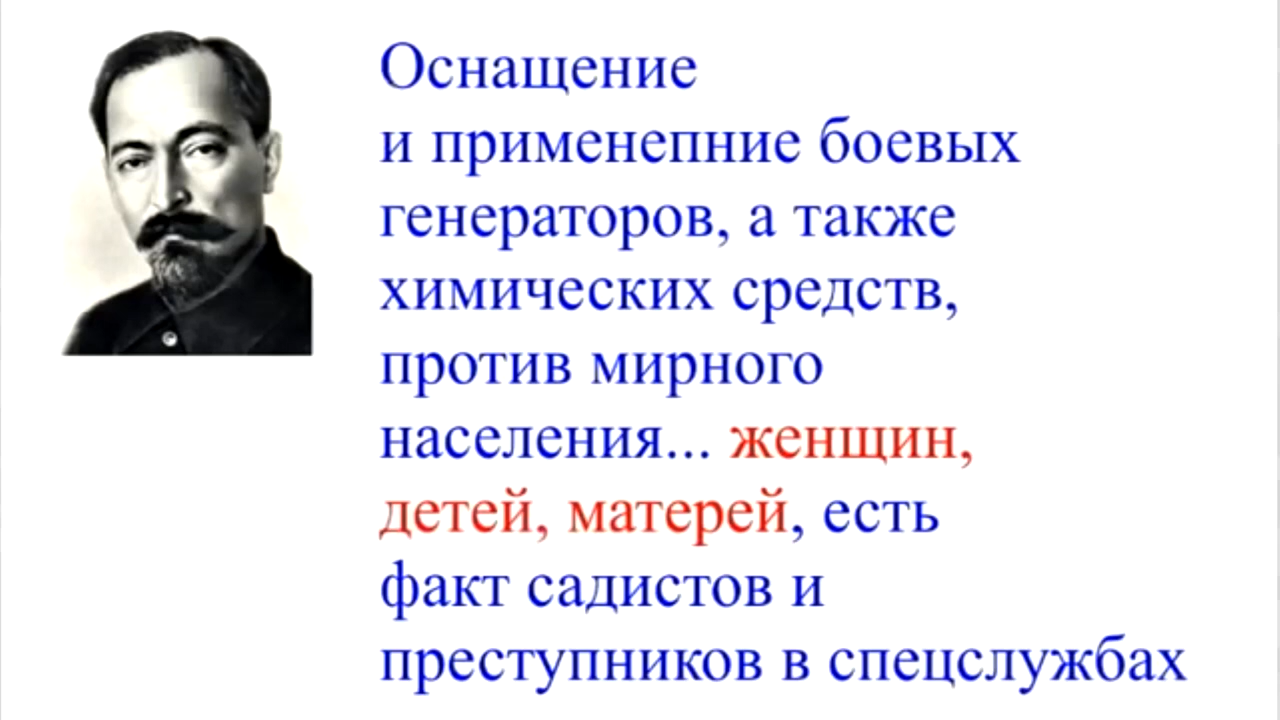 Оснащение
и применепние боевых
генераторов, а также
химических средств,
против мирного
населения... женщин,
детей, матерей, есть
факт садистов и
преступников в спецслужбах